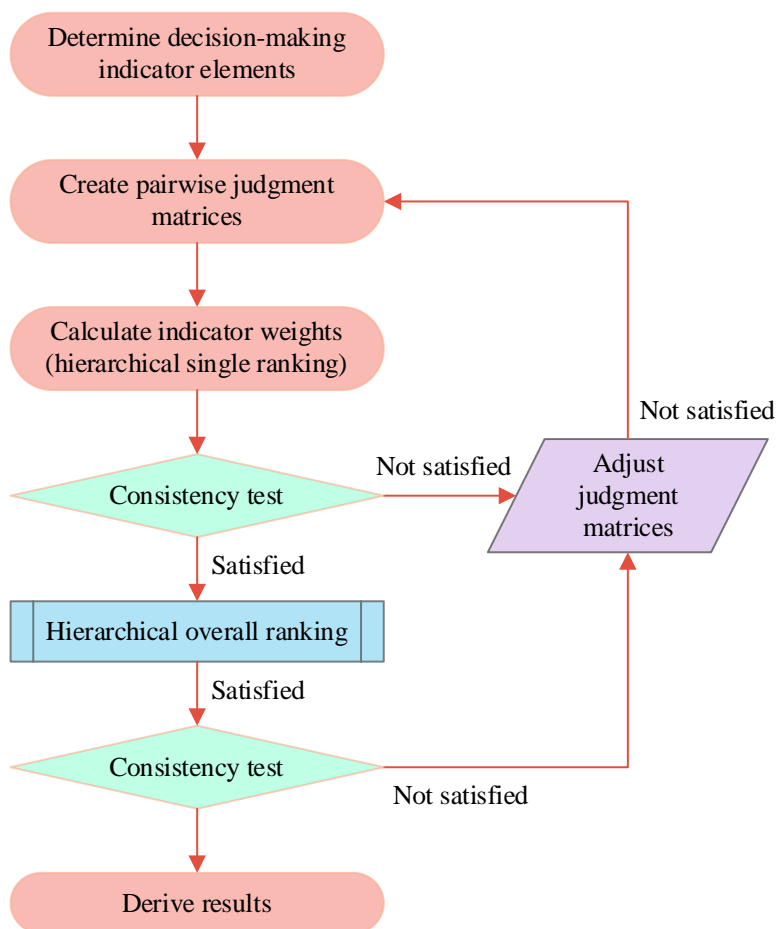 Determine decision-making
indicator elements
Create pairwise judgment
matrices
Calculate indicator weights
(hierarchical single ranking)
Not satisfied
Not satisfied
Adjust
judgment
matrices
Consistency test
Satisfied
Hierarchical overall ranking
Satisfied
Consistency test
Not satisfied
Derive results